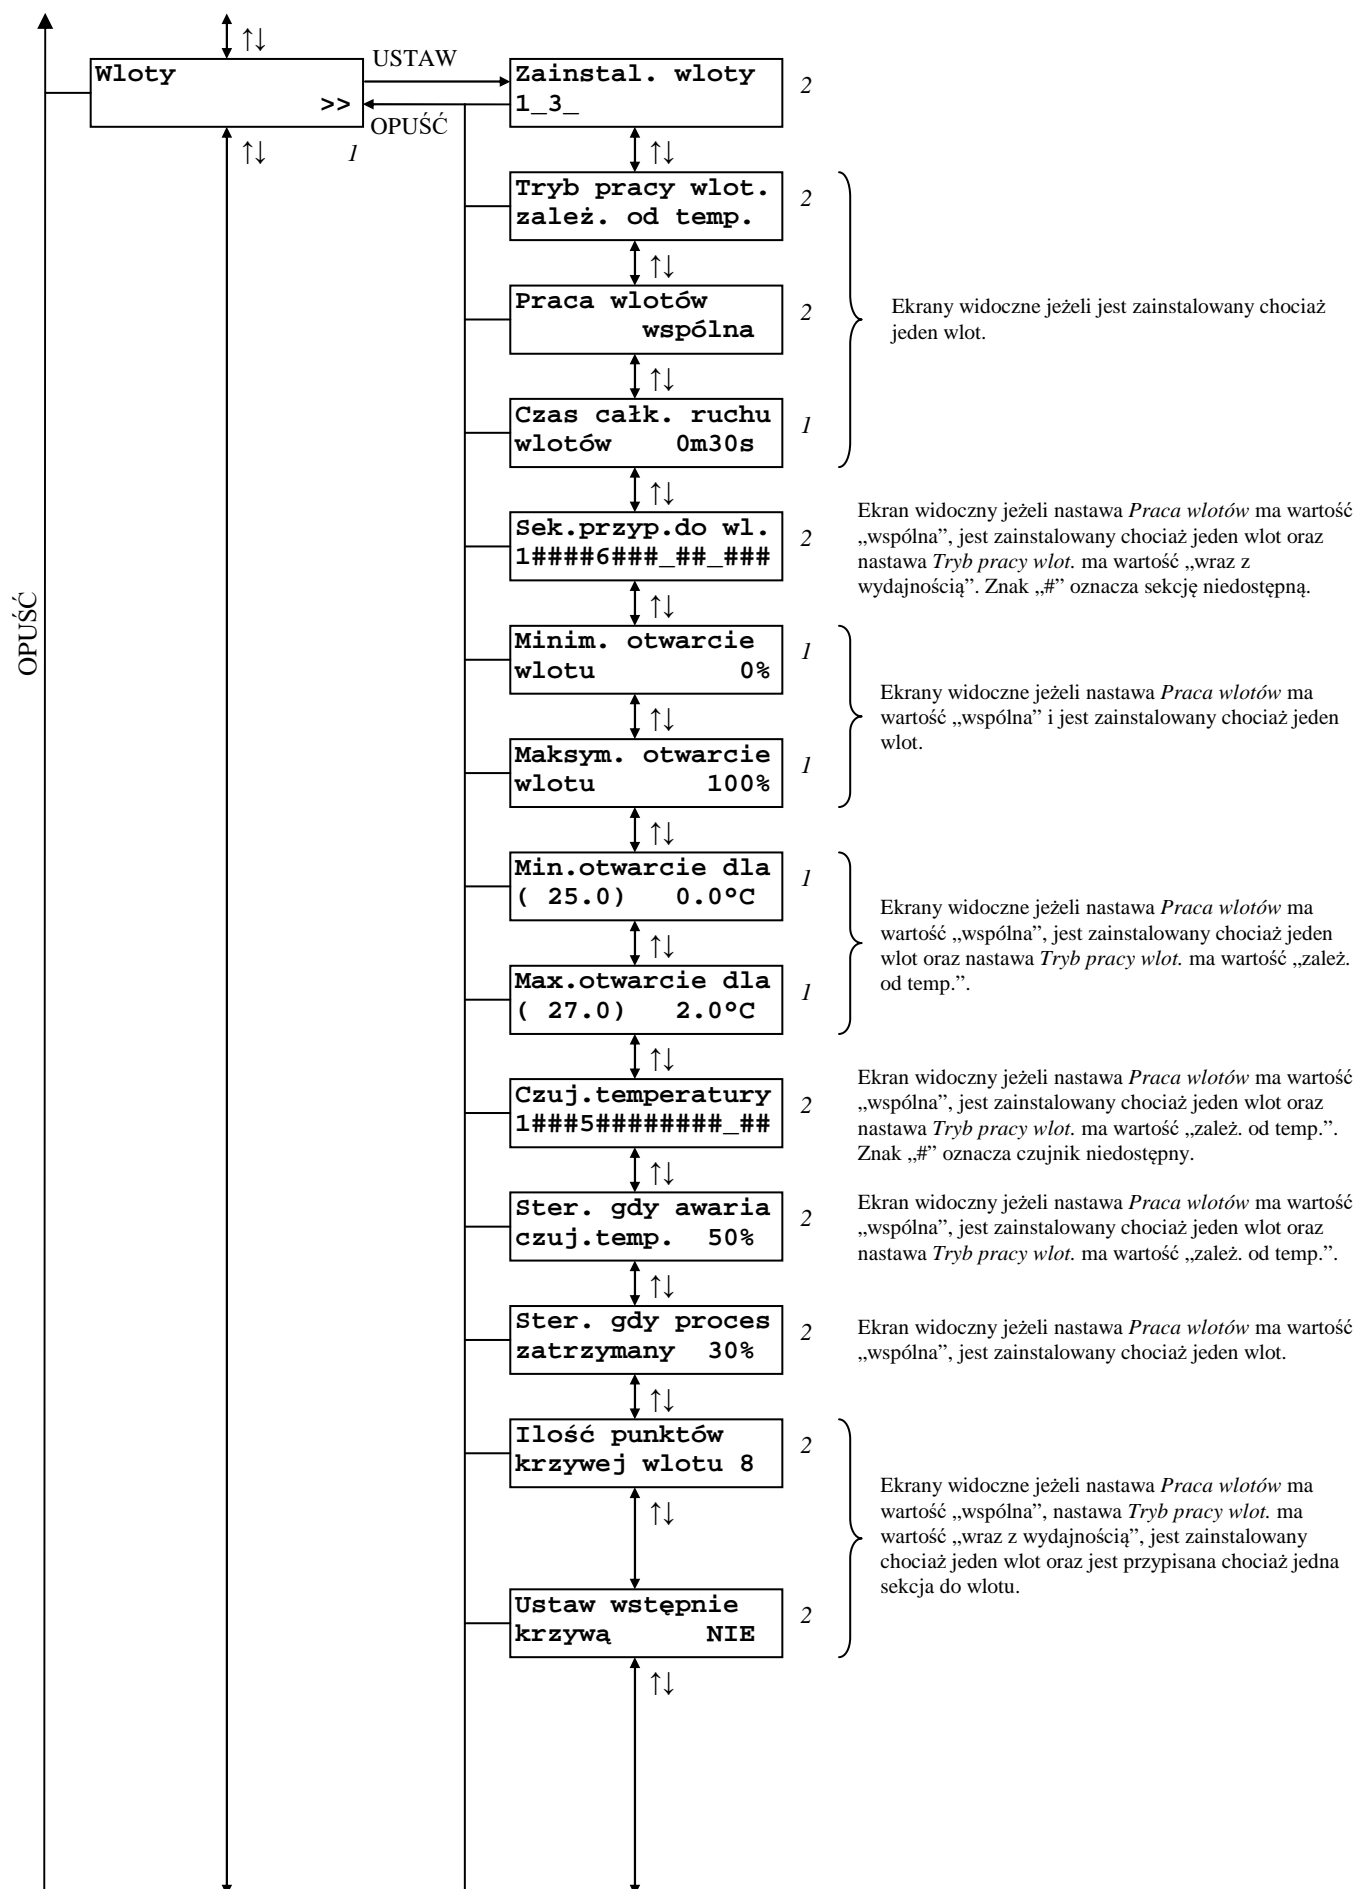 ↑↓
Wloty
>>
USTAW
OPUŚĆ
↑↓
1
OPUŚĆ
Zainstal. wloty
1_3_
2
↑↓
Tryb pracy wlot.
zależ. od temp.
2
↑↓
Praca wlotów
wspólna
2
Ekrany widoczne jeżeli jest zainstalowany chociaż
jeden wlot.
↑↓
Czas całk. ruchu
wlotów 0m30s
1
↑↓
Sek.przyp.do wl.
1####6###_##_###
2
Ekran widoczny jeżeli nastawa Praca wlotów ma wartość
„wspólna”, jest zainstalowany chociaż jeden wlot oraz
nastawa Tryb pracy wlot. ma wartość „wraz z
wydajnością”. Znak „#” oznacza sekcję niedostępną.
↑↓
Minim. otwarcie
wlotu 0%
1
Ekrany widoczne jeżeli nastawa Praca wlotów ma
wartość „wspólna” i jest zainstalowany chociaż jeden
wlot.
↑↓
Maksym. otwarcie
wlotu 100%
1
↑↓
Min.otwarcie dla
( 25.0) 0.0°C
1
Ekrany widoczne jeżeli nastawa Praca wlotów ma
wartość „wspólna”, jest zainstalowany chociaż jeden
wlot oraz nastawa Tryb pracy wlot. ma wartość „zależ.
od temp.”.
↑↓
Max.otwarcie dla
( 27.0) 2.0°C
1
↑↓
Czuj.temperatury
1###5########_##
2
Ekran widoczny jeżeli nastawa Praca wlotów ma wartość
„wspólna”, jest zainstalowany chociaż jeden wlot oraz
nastawa Tryb pracy wlot. ma wartość „zależ. od temp.”.
Znak „#” oznacza czujnik niedostępny.
↑↓
Ster. gdy awaria
czuj.temp. 50%
2
Ekran widoczny jeżeli nastawa Praca wlotów ma wartość
„wspólna”, jest zainstalowany chociaż jeden wlot oraz
nastawa Tryb pracy wlot. ma wartość „zależ. od temp.”.
↑↓
Ster. gdy proces
zatrzymany 30%
2
Ekran widoczny jeżeli nastawa Praca wlotów ma wartość
„wspólna”, jest zainstalowany chociaż jeden wlot.
↑↓
Ilość punktów
krzywej wlotu 8
2
Ekrany widoczne jeżeli nastawa Praca wlotów ma
wartość „wspólna”, nastawa Tryb pracy wlot. ma
wartość „wraz z wydajnością”, jest zainstalowany
chociaż jeden wlot oraz jest przypisana chociaż jedna
sekcja do wlotu.
↑↓
Ustaw wstępnie
krzywą NIE
2
↑↓